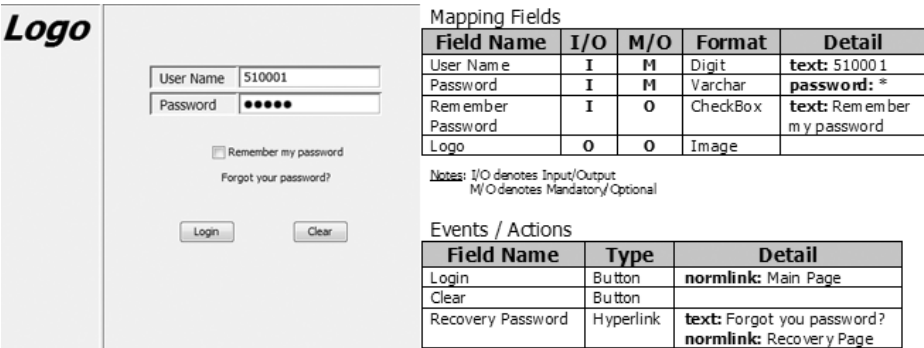 Logo
User Name 510001
Password ●●●●●
Remember my password
Forgot your password?
Login Clear
Mapping Fields
Field Name I/O M/O Format Detail
User Name I M Digit text: 510001
Password I M Varchar password: *
Remember I O CheckBox text: Remember
Password my password
Logo O O Image
Notes: I/O denotes Input/Output
M/O denotes Mandatory/Optional
Events / Actions
Field Name Type Detail
Login Button normlink: Main Page
Clear Button
Recovery Password Hyperlink text: Forgot you password?
normlink: Recovery Page